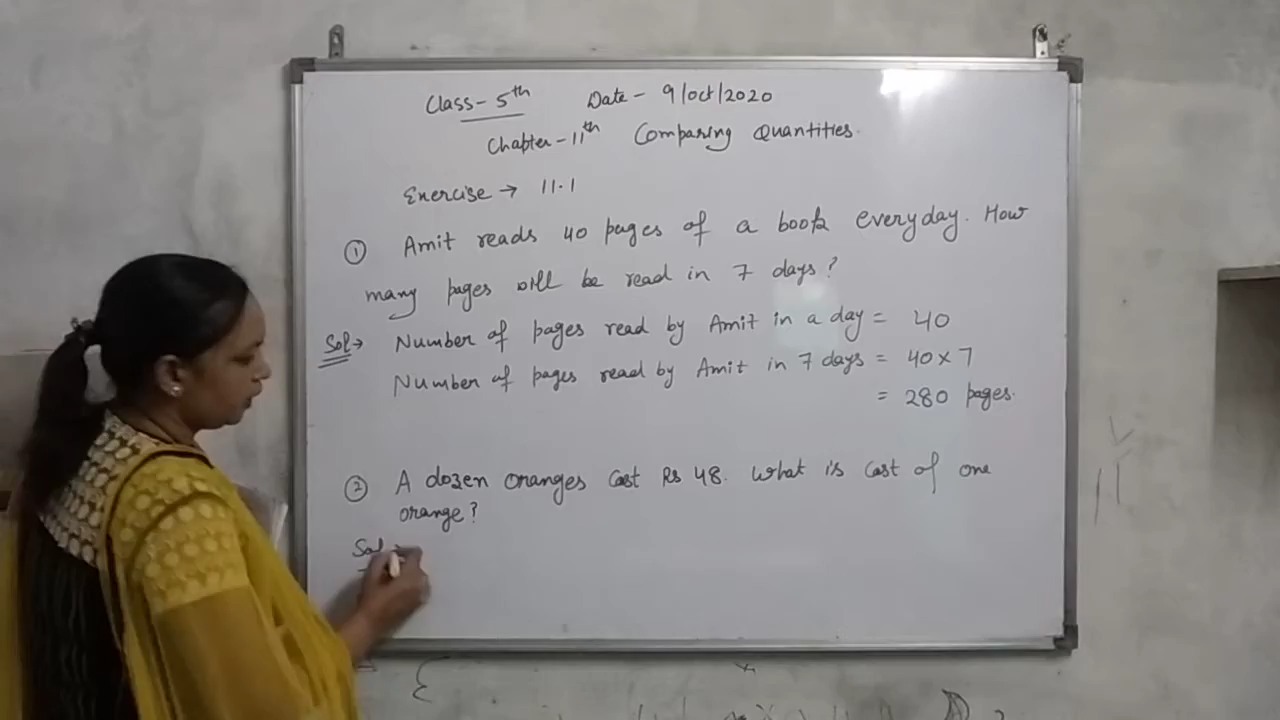 Class- 5th Date- 9/Oct/2020
Chapter-11th Comparing Quantities.
Exercise → 11.1
① Amit reads 40 pages of a book everyday. How
many pages will be read in 7 days?
Sol→ Number of pages read by Amit in a day = 40
Number of pages read by Amit in 7 days = 40 x 7
= 280 pages.
② A dozen oranges cost Rs 48. What is cost of one
orange?
Sol